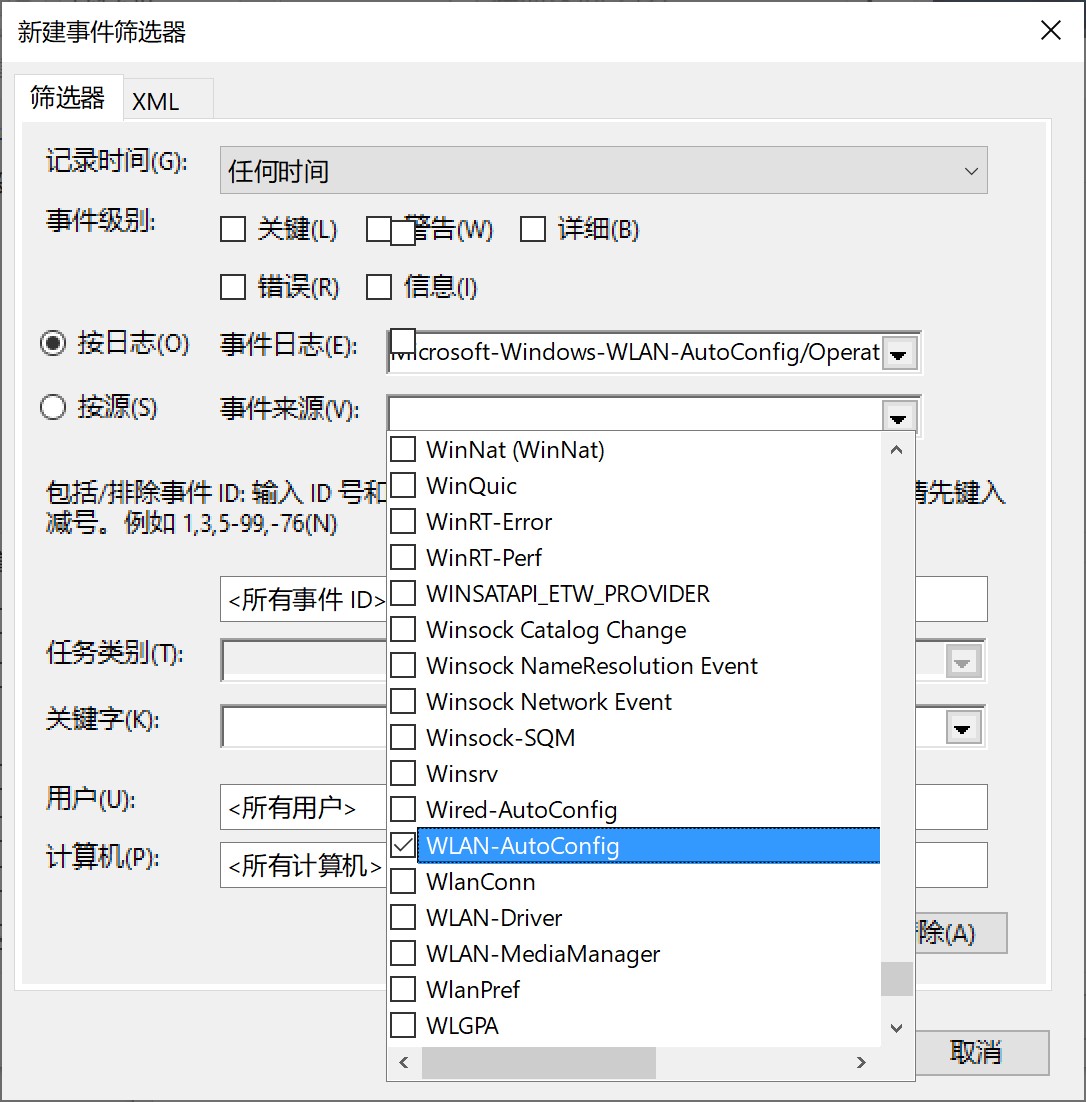 新建事件筛选器
筛选器
XML
记录时间(G):
任何时间
事件级别:
关键(L)
警告(W)
详细(B)
错误(R)
信息(I)
按日志(O)
事件日志(E):
Microsoft-Windows-WLAN-AutoConfig/Operat
按源(S)
事件来源(V):
WinNat (WinNat)
WinQuic
包括/排除事件 ID: 输入 ID 号和
请先键入
减号。例如 1,3,5-99,-76(N)
WinRT-Error
WinRT-Perf
WINSATAPI_ETW_PROVIDER
<所有事件 ID>
Winsock Catalog Change
任务类别(T):
Winsock NameResolution Event
Winsock Network Event
关键字(K):
Winsock-SQM
Winsrv
用户(U):
<所有用户>
Wired-AutoConfig
WLAN-AutoConfig
计算机(P):
<所有计算机>
WlanConn
WLAN-Driver
除(A)
WLAN-MediaManager
WlanPref
WLGPA
取消